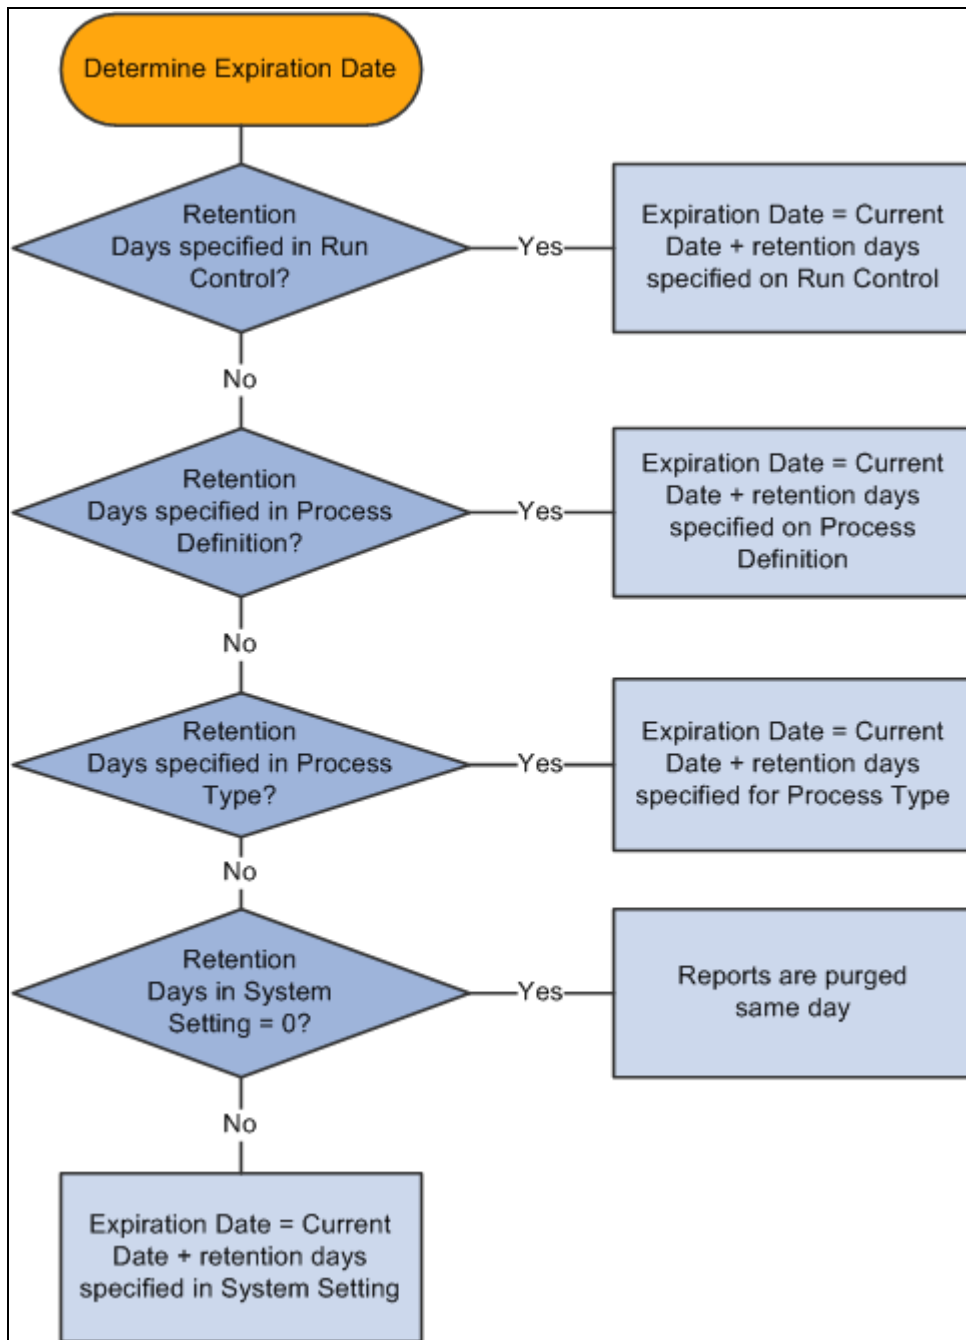 Determine Expiration Date
Retention
Days specified in Run
Control?
Yes
Expiration Date = Current
Date + retention days
specified on Run Control
No
Retention
Days specified in Process
Definition?
Yes
Expiration Date = Current
Date + retention days
specified on Process
Definition
No
Retention
Days specified in Process
Type?
Yes
Expiration Date = Current
Date + retention days
specified for Process Type
No
Retention
Days in System
Setting = 0?
Yes
Reports are purged
same day
No
Expiration Date = Current
Date + retention days
specified in System Setting